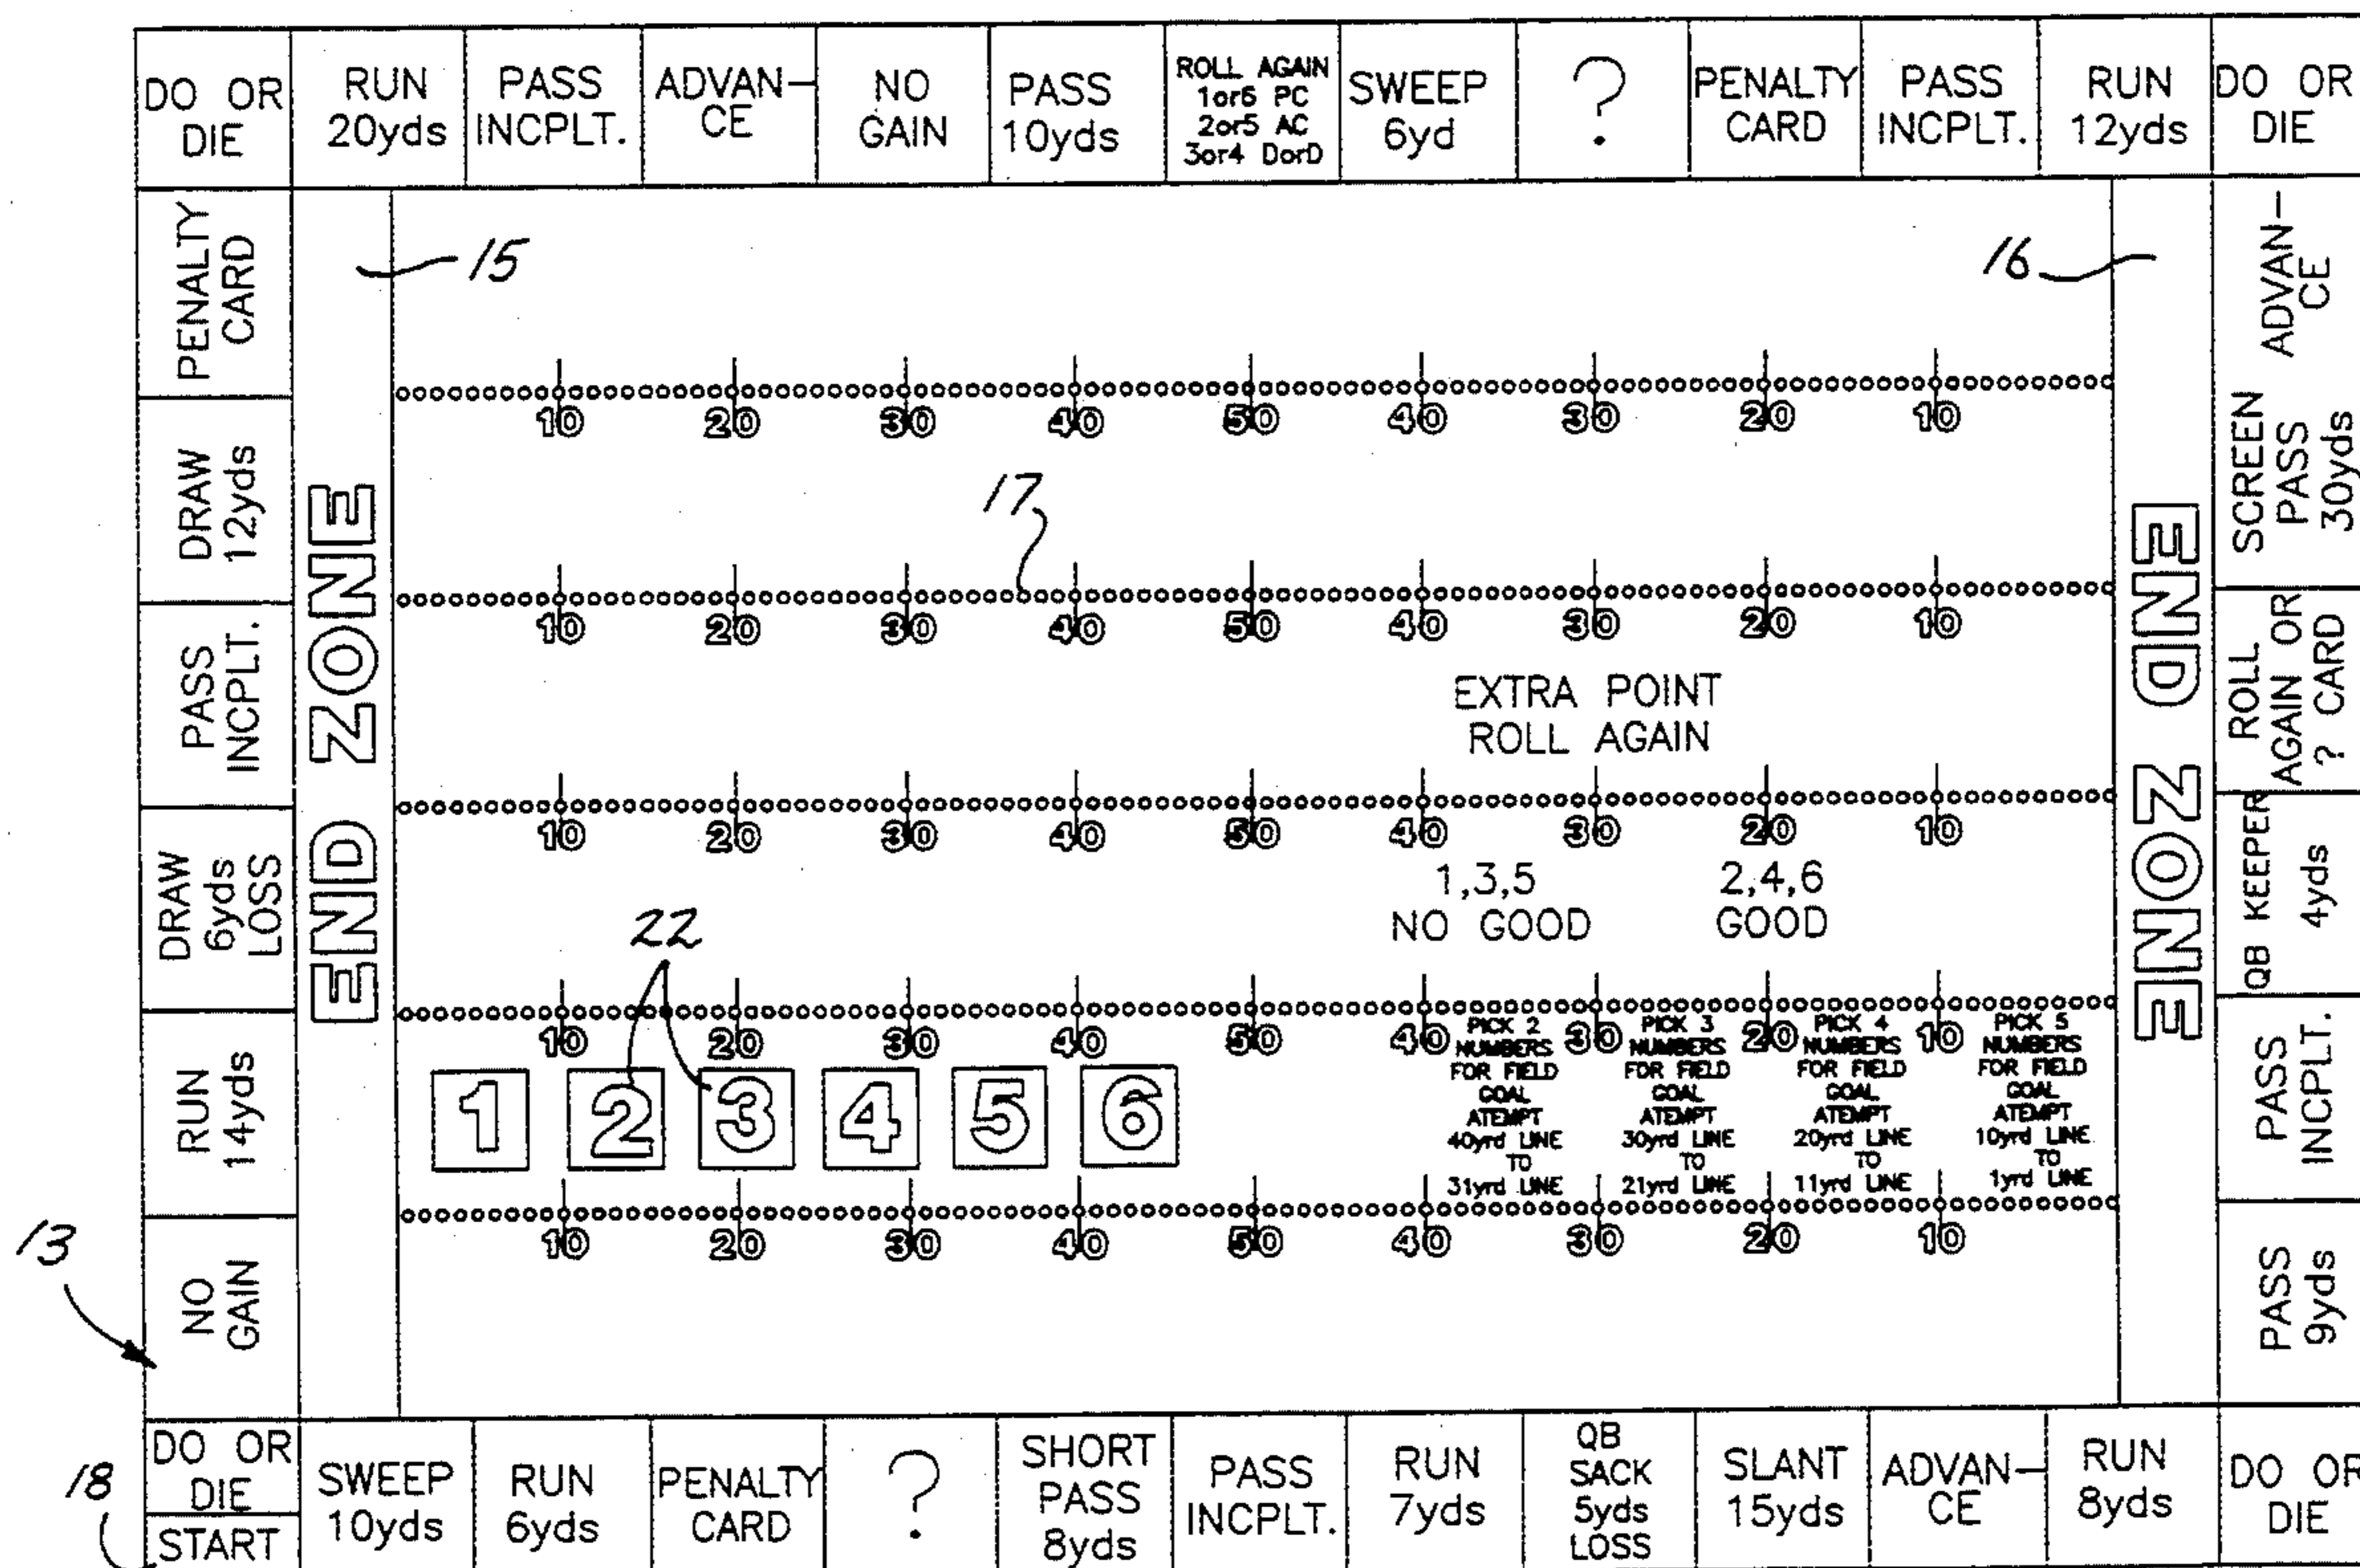 DO OR
DIE
RUN
20yds
PASS
INCPLT.
ADVAN-
CE
NO
GAIN
PASS
10yds
ROLL AGAIN
1or6 PC
2or5 AC
3or4 DorD
SWEEP
6yd
?
PENALTY
CARD
PASS
INCPLT.
RUN
12yds
DO OR
DIE
PENALTY
CARD
DRAW
12yds
PASS
INCPLT.
DRAW
6yds
LOSS
RUN
14yds
NO
GAIN
END ZONE
15
16
10 20 30 40 50 40 30 20 10
17
10 20 30 40 50 40 30 20 10
EXTRA POINT
ROLL AGAIN
10 20 30 40 50 40 30 20 10
1,3,5
NO GOOD
2,4,6
GOOD
22
10 20 30 40 50 40 30 20 10
1 2 3 4 5 6
PICK 2
NUMBERS
FOR FIELD
GOAL
ATEMPT
40yrd LINE
TO
31yrd LINE
PICK 3
NUMBERS
FOR FIELD
GOAL
ATEMPT
30yrd LINE
TO
21yrd LINE
PICK 4
NUMBERS
FOR FIELD
GOAL
ATEMPT
20yrd LINE
TO
11yrd LINE
PICK 5
NUMBERS
FOR FIELD
GOAL
ATEMPT
10yrd LINE
TO
1yrd LINE
10 20 30 40 50 40 30 20 10
END ZONE
ADVAN-
CE
SCREEN
PASS
30yds
ROLL
AGAIN OR
? CARD
QB KEEPER
4yds
PASS
INCPLT.
PASS
9yds
13
18
DO OR
DIE
START
SWEEP
10yds
RUN
6yds
PENALTY
CARD
?
SHORT
PASS
8yds
PASS
INCPLT.
RUN
7yds
QB
SACK
5yds
LOSS
SLANT
15yds
ADVAN-
CE
RUN
8yds
DO OR
DIE